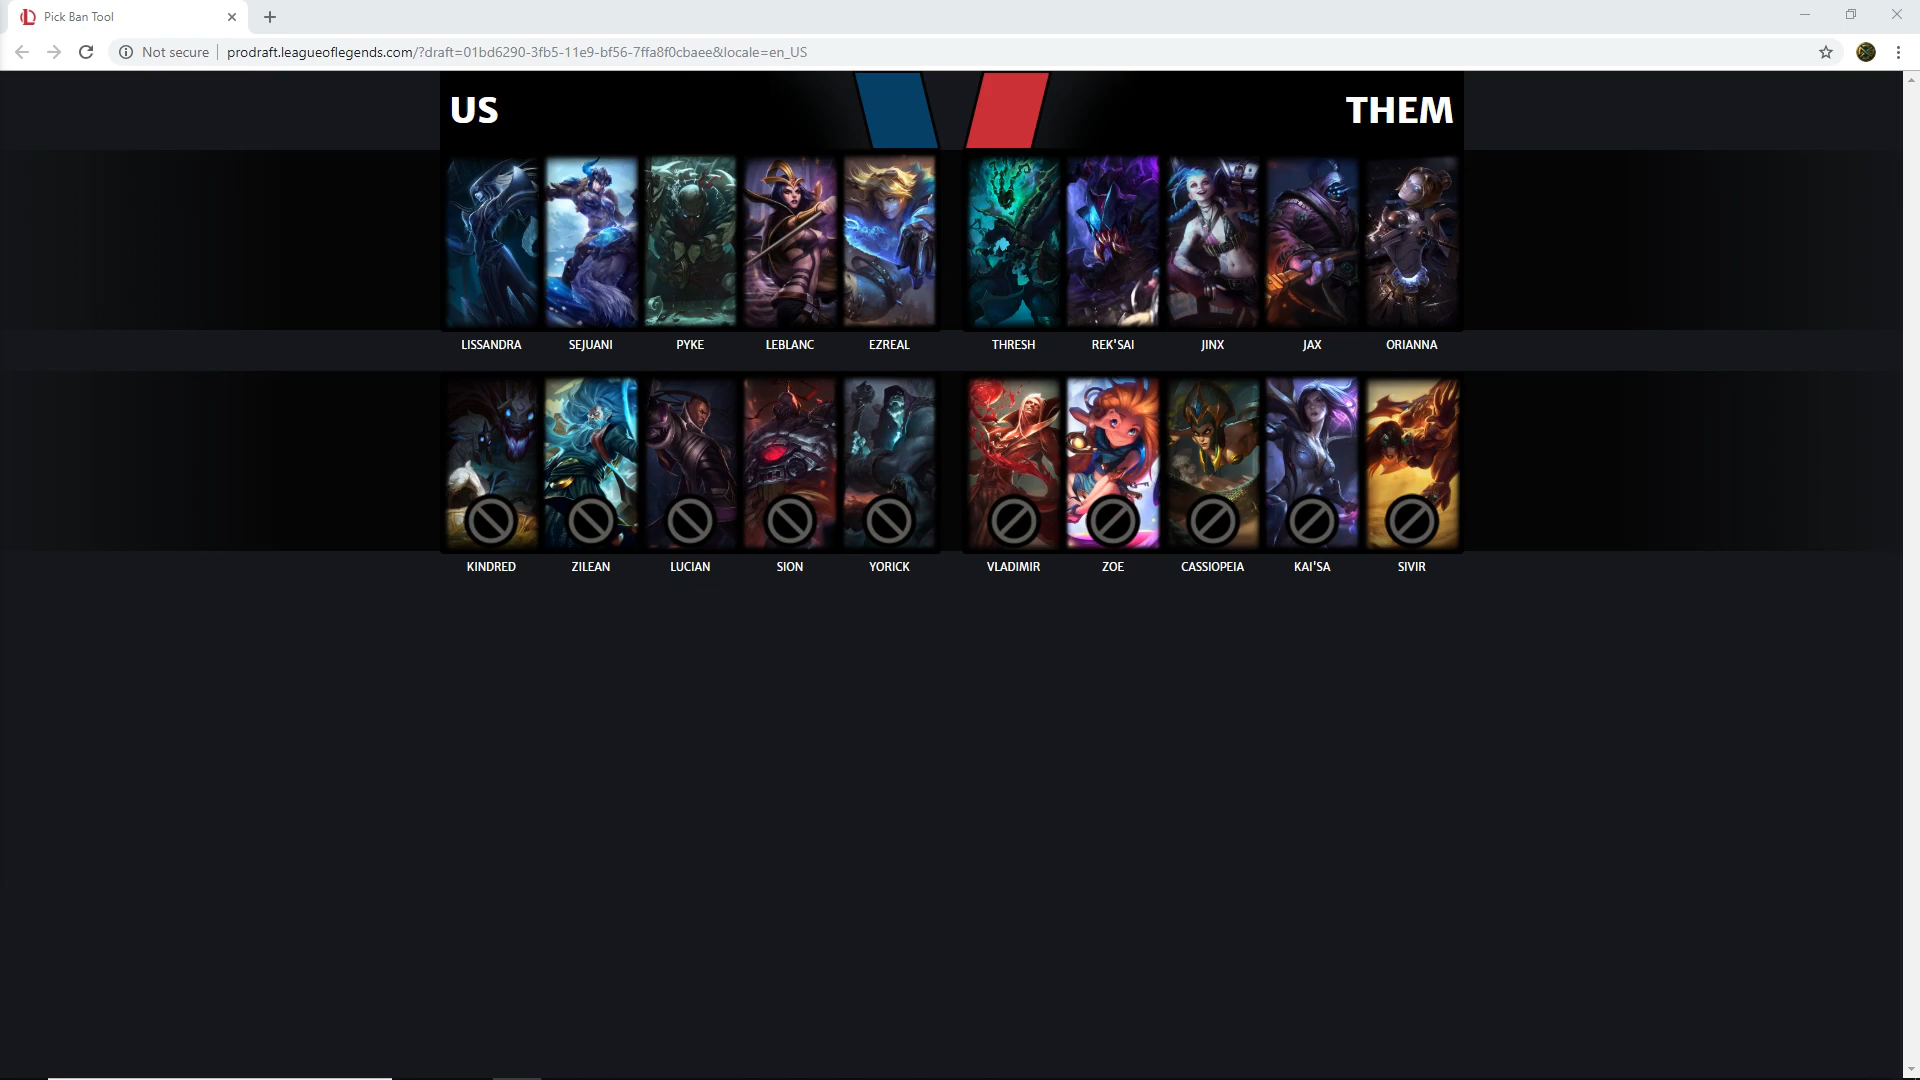 Pick Ban Tool
Not secure prodraft.leagueoflegends.com/?draft=01bd6290-3fb5-11e9-bf56-7ffa8f0cbaee&locale=en_US
US THEM
LISSANDRA SEJUANI PYKE LEBLANC EZREAL THRESH REK'SAI JINX JAX ORIANNA
KINDRED ZILEAN LUCIAN SION YORICK VLADIMIR ZOE CASSIOPEIA KAI'SA SIVIR